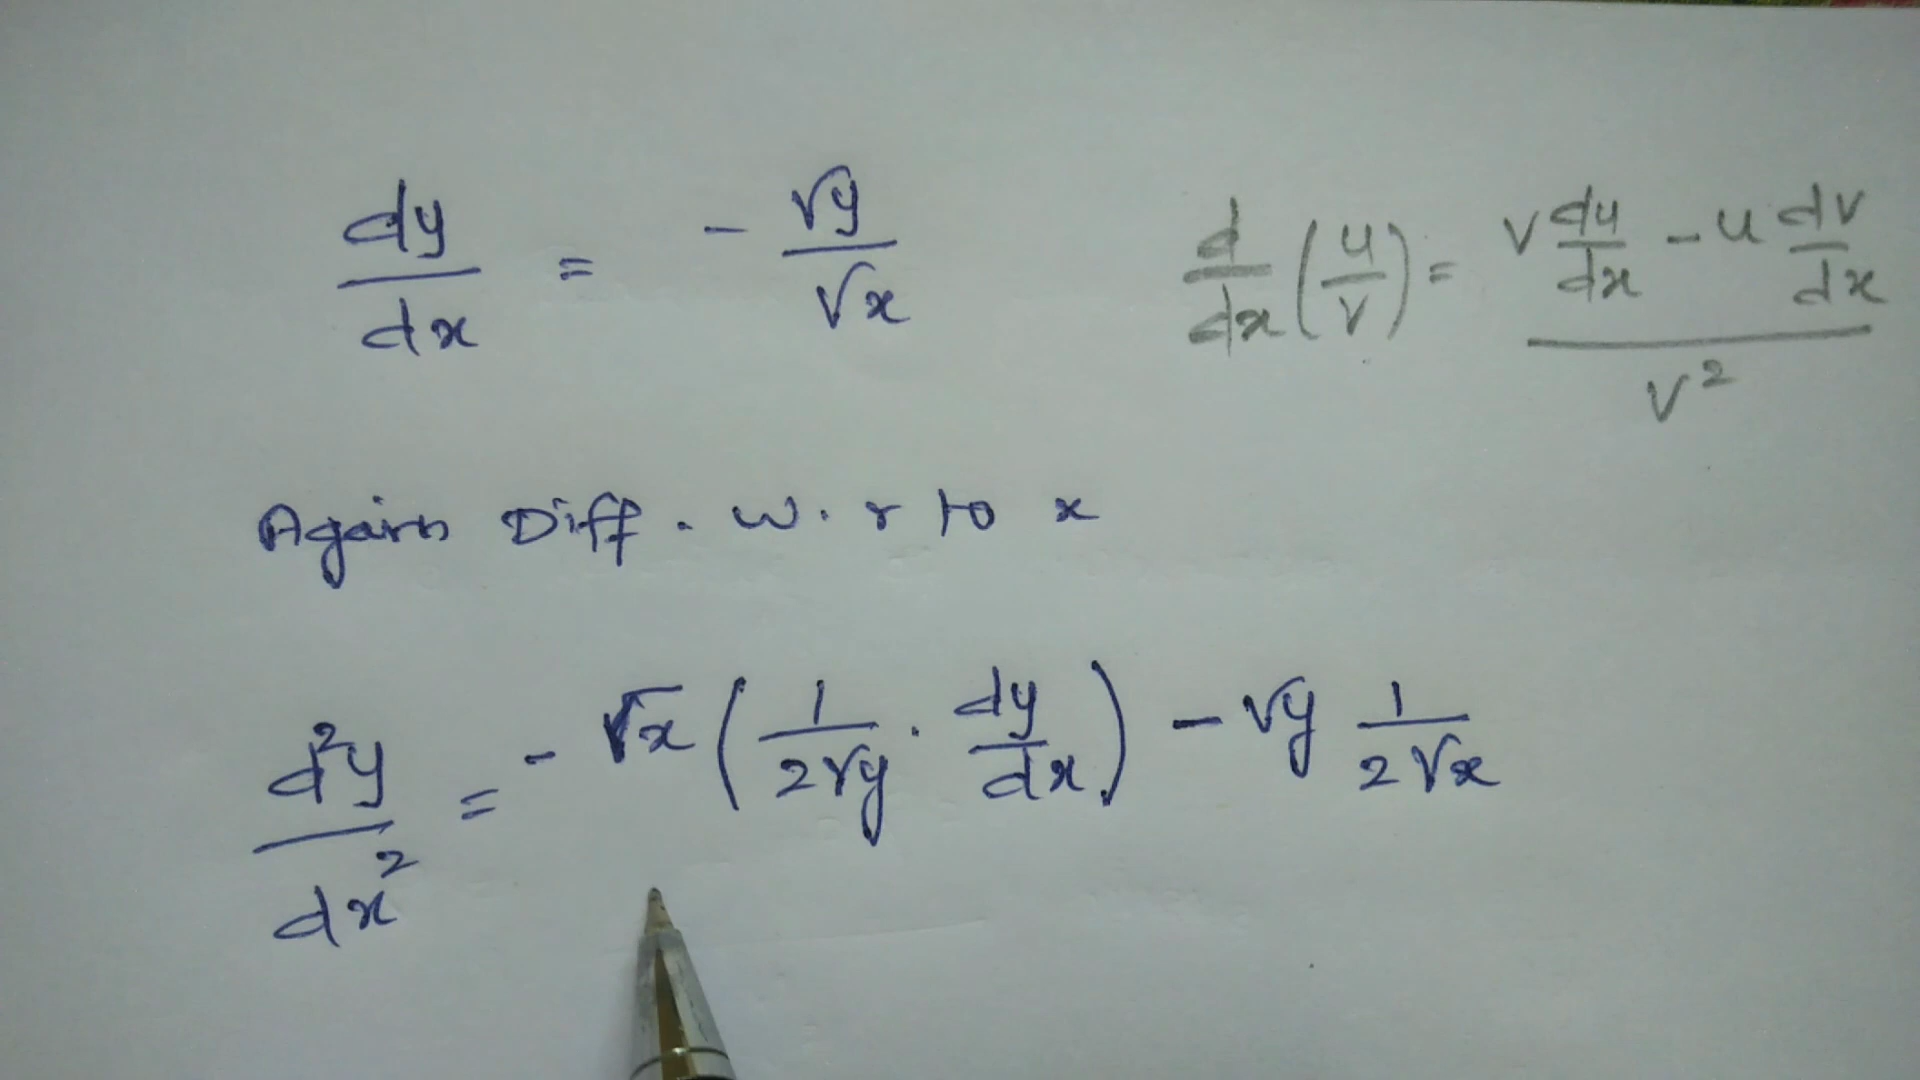 dy/dx = - √y/√x
d/dx (u/v) = (v du/dx - u dv/dx)/v²
Again Diff. w.r to x
d²y/dx² = - √x (1/2√y . dy/dx) - √y 1/2√x